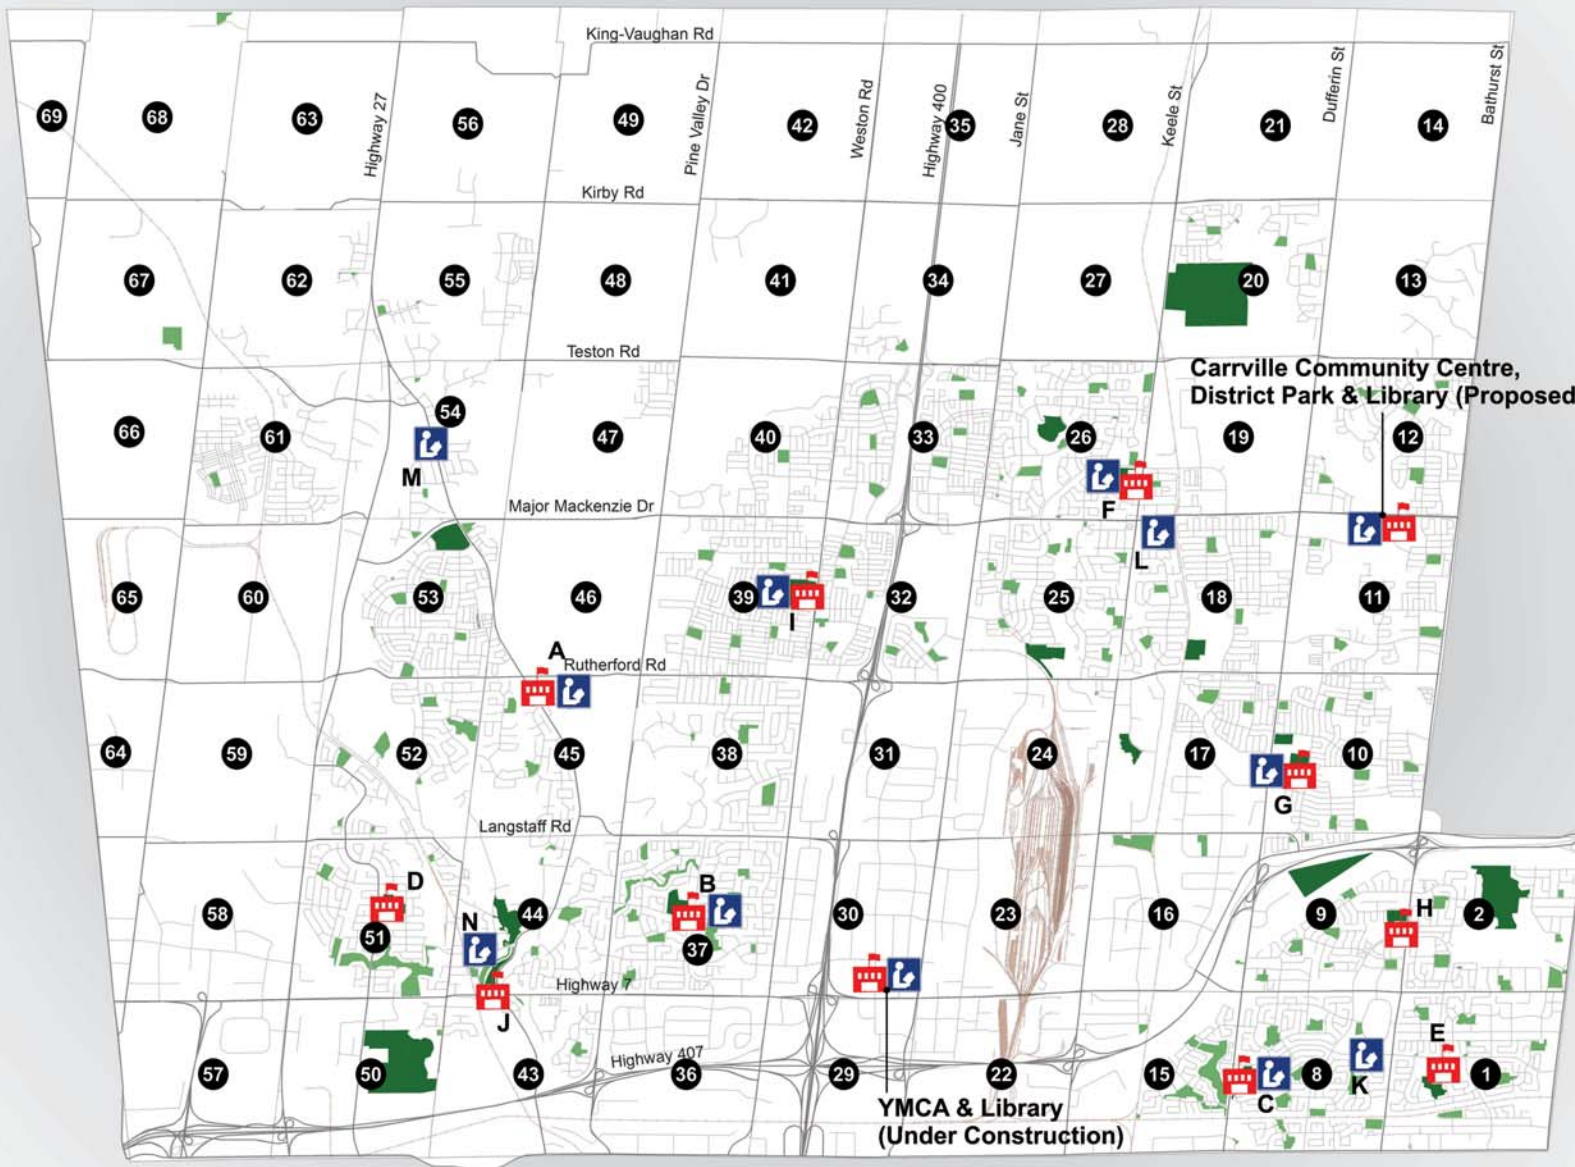 King-Vaughan Rd
Highway 27
Pine Valley Dr
Weston Rd
Highway 400
Jane St
Keele St
Dufferin St
Bathurst St
69
68
63
56
49
42
35
28
21
14
Kirby Rd
67
62
55
48
41
34
27
20
13
Teston Rd
Carrville Community Centre,
District Park & Library (Proposed
66
61
54
47
40
33
26
19
12
M
F
Major Mackenzie Dr
L
65
60
53
46
39
32
25
18
11
I
A
Rutherford Rd
64
59
52
45
38
31
24
17
10
G
Langstaff Rd
D
B
H
58
51
N
44
37
30
23
16
9
2
Highway 7
J
Highway 407
E
57
50
43
36
29
22
15
C
8
K
1
YMCA & Library
(Under Construction)